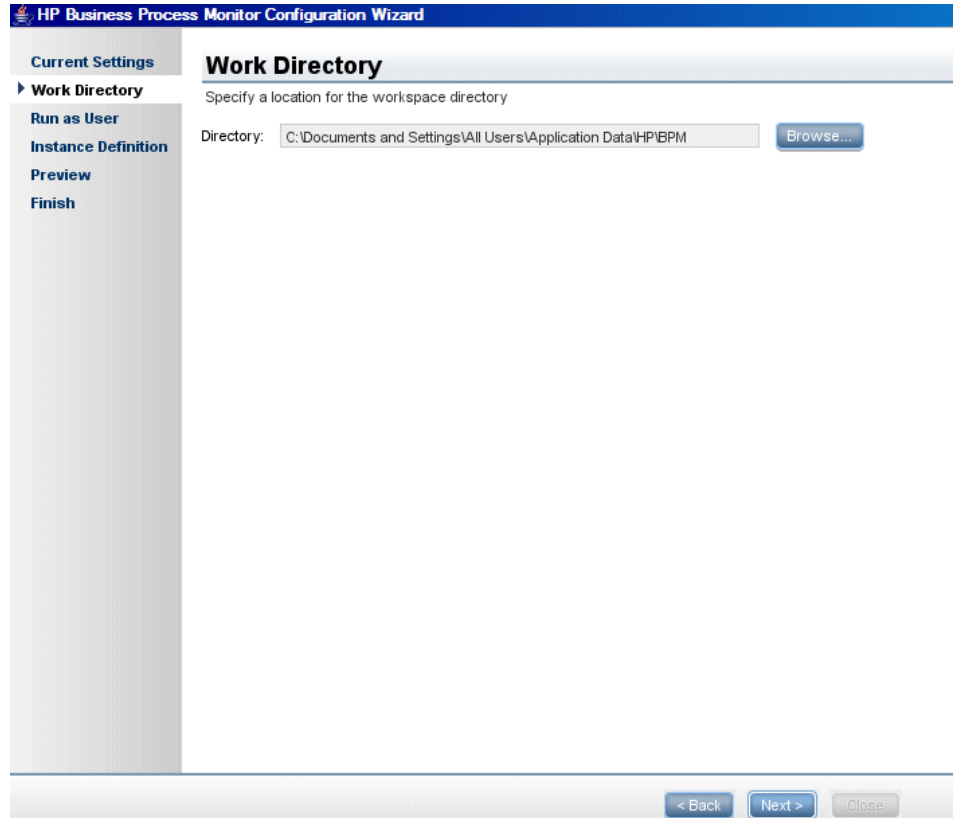 HP Business Process Monitor Configuration Wizard
Current Settings
Work Directory
Run as User
Instance Definition
Preview
Finish
Work Directory
Specify a location for the workspace directory
Directory: C:\Documents and Settings\All Users\Application Data\HP\BPM Browse...
< Back Next > Close